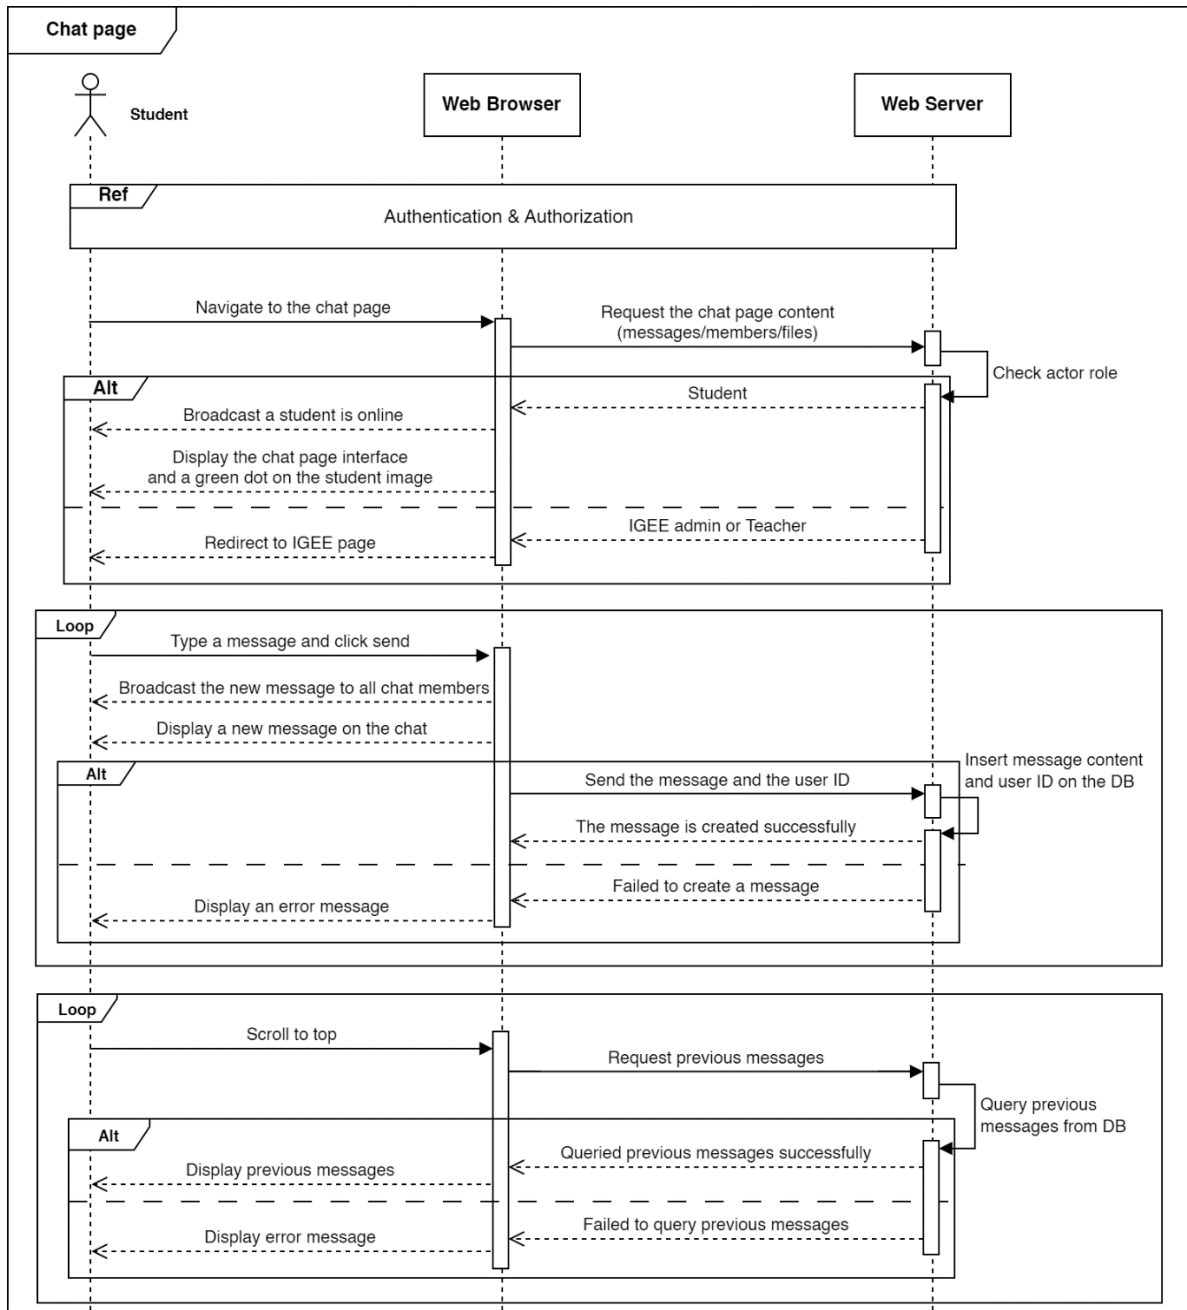 Chat page
Student
Web Browser
Web Server
Ref
Authentication & Authorization
Navigate to the chat page
Request the chat page content
(messages/members/files)
Check actor role
Alt
Student
Broadcast a student is online
Display the chat page interface
and a green dot on the student image
IGEE admin or Teacher
Redirect to IGEE page
Loop
Type a message and click send
Broadcast the new message to all chat members
Display a new message on the chat
Insert message content
and user ID on the DB
Alt
Send the message and the user ID
The message is created successfully
Failed to create a message
Display an error message
Loop
Scroll to top
Request previous messages
Query previous
messages from DB
Alt
Queried previous messages successfully
Display previous messages
Failed to query previous messages
Display error message